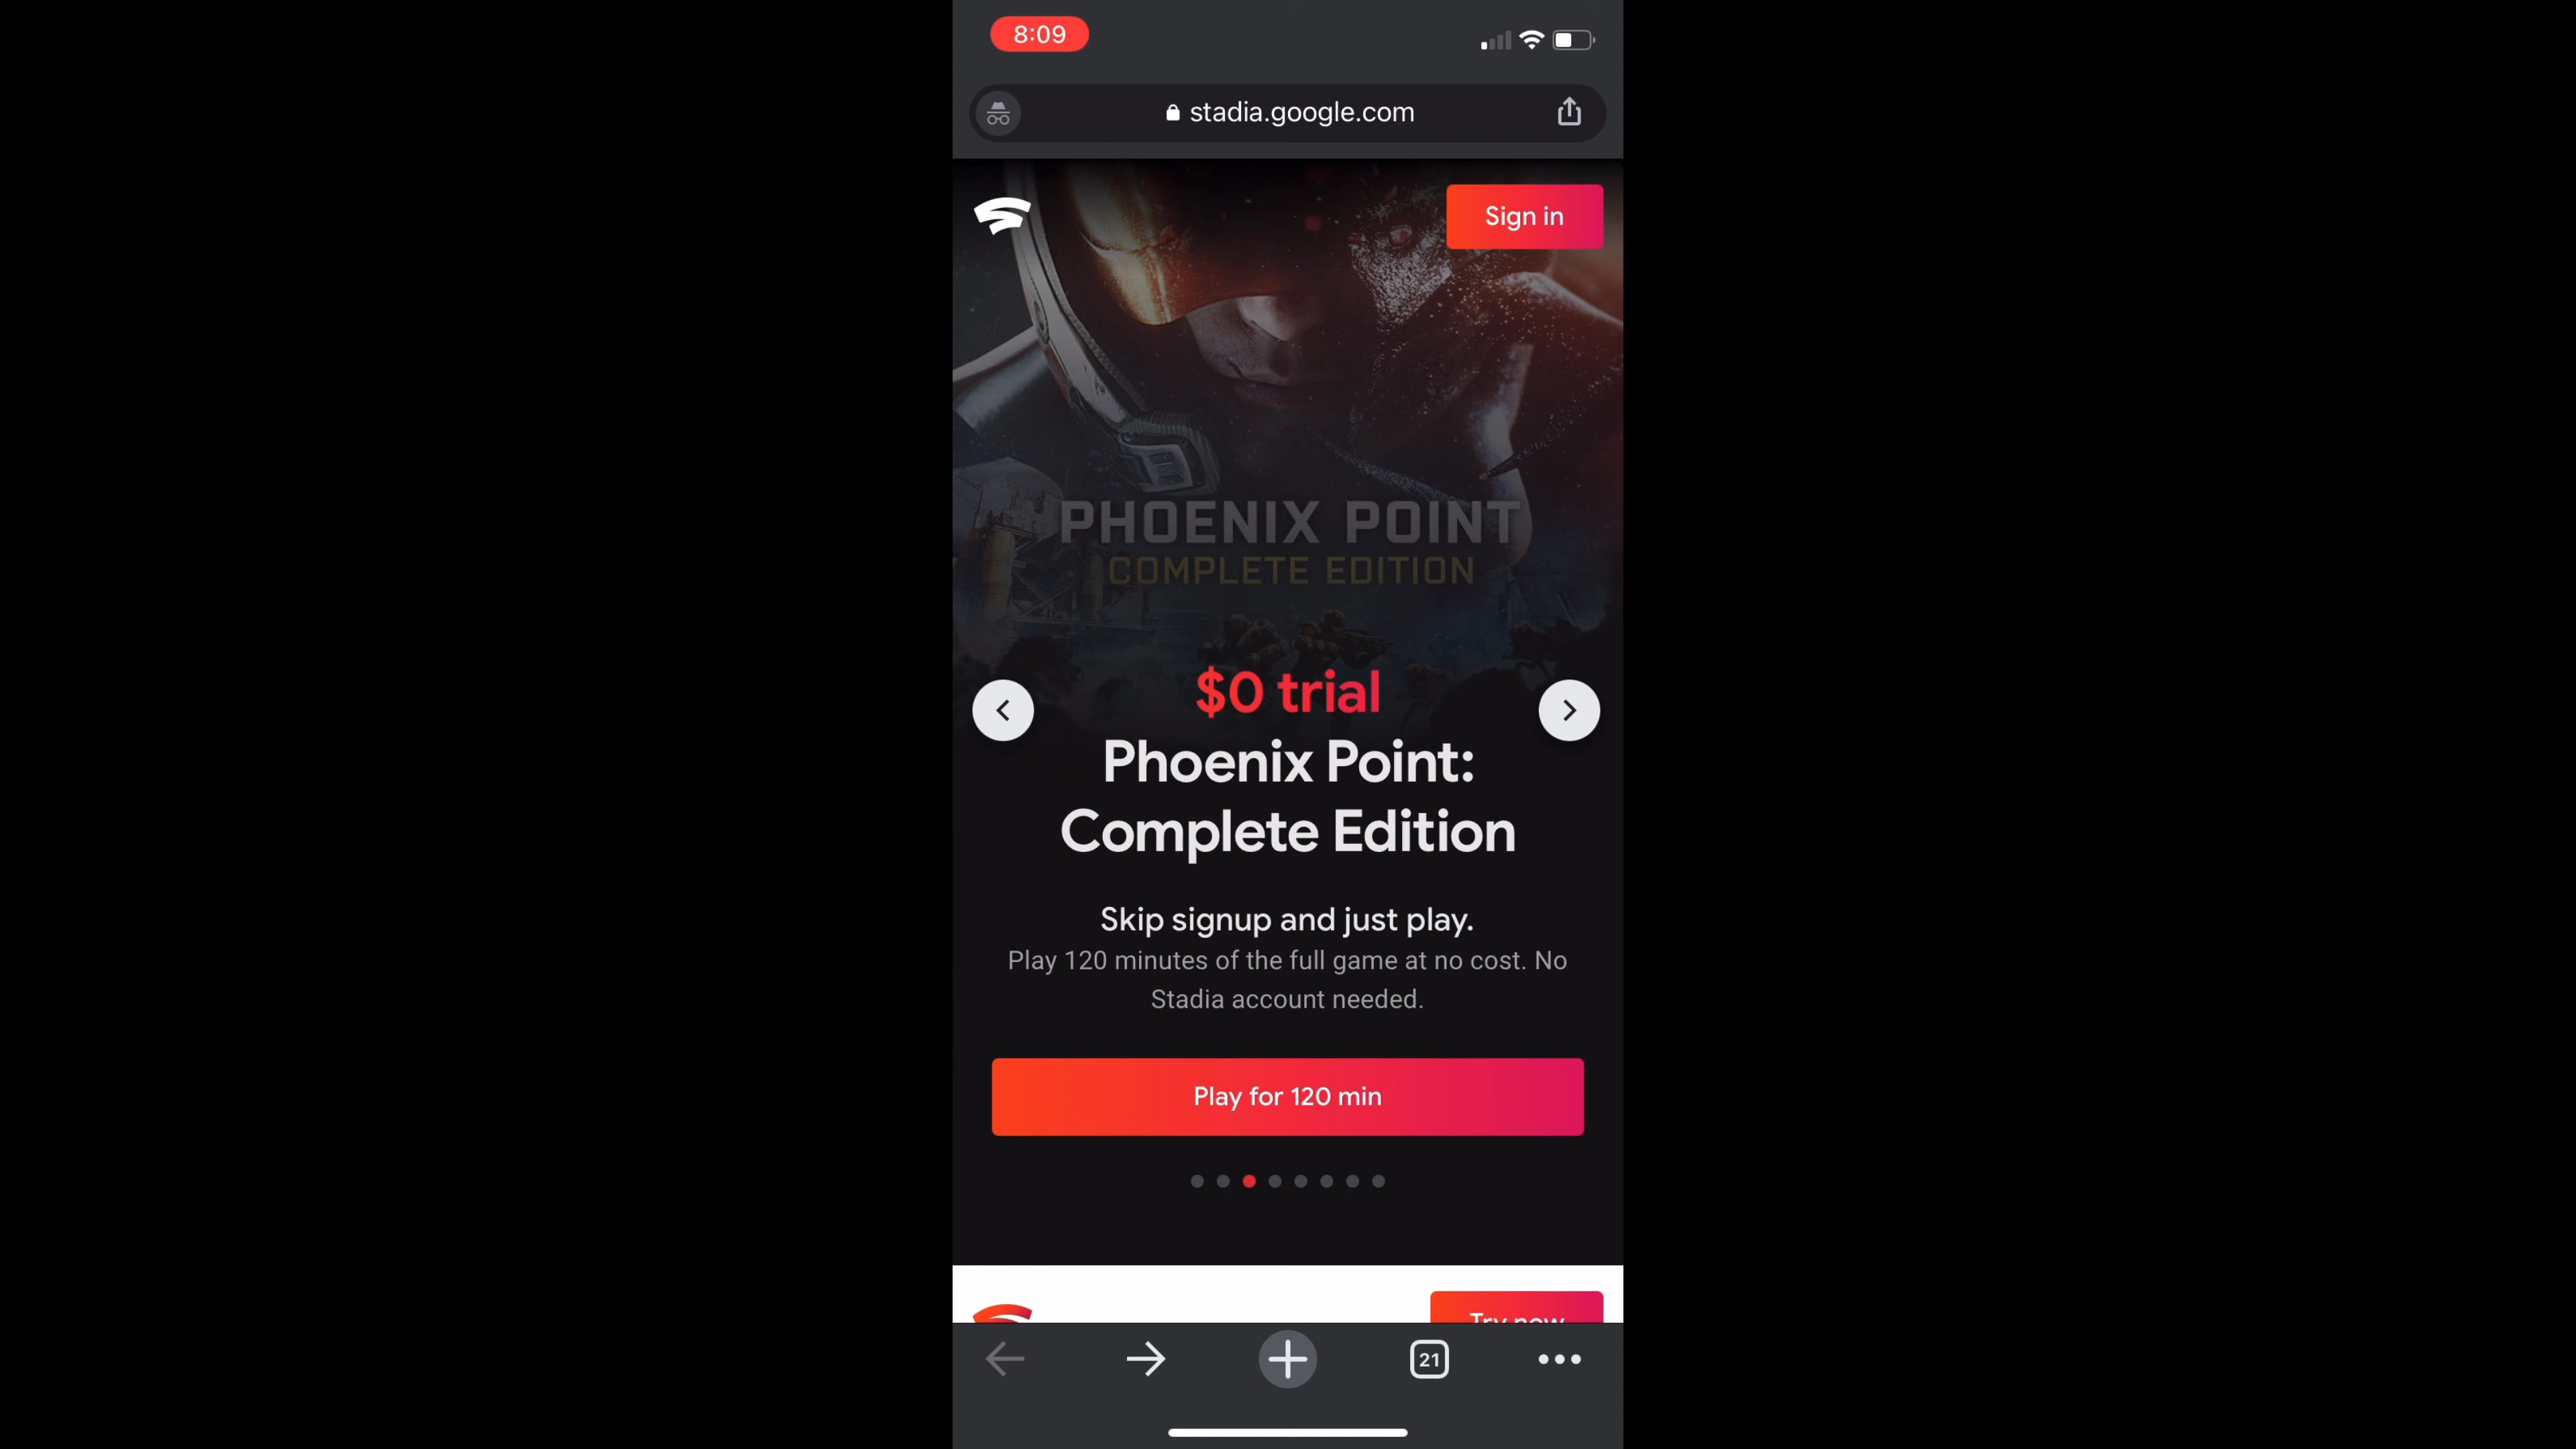 8:09
stadia.google.com
Sign in
PHOENIX POINT
COMPLETE EDITION
$0 trial
Phoenix Point:
Complete Edition
Skip signup and just play.
Play 120 minutes of the full game at no cost. No
Stadia account needed.
Play for 120 min
Try now
21